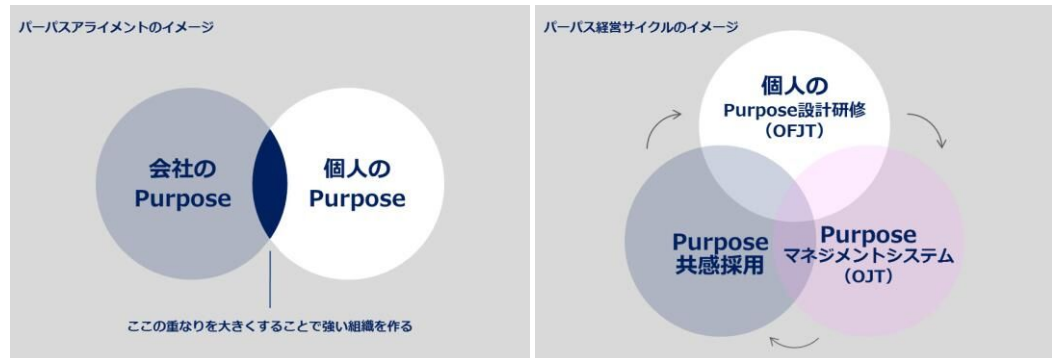 パーパスアライメントのイメージ
会社の
Purpose
個人の
Purpose
ここの重なりを大きくすることで強い組織を作る
パーパス経営サイクルのイメージ
個人の
Purpose設計研修
（OFJT）
Purpose
共感採用
Purpose
マネジメントシステム
（OJT）